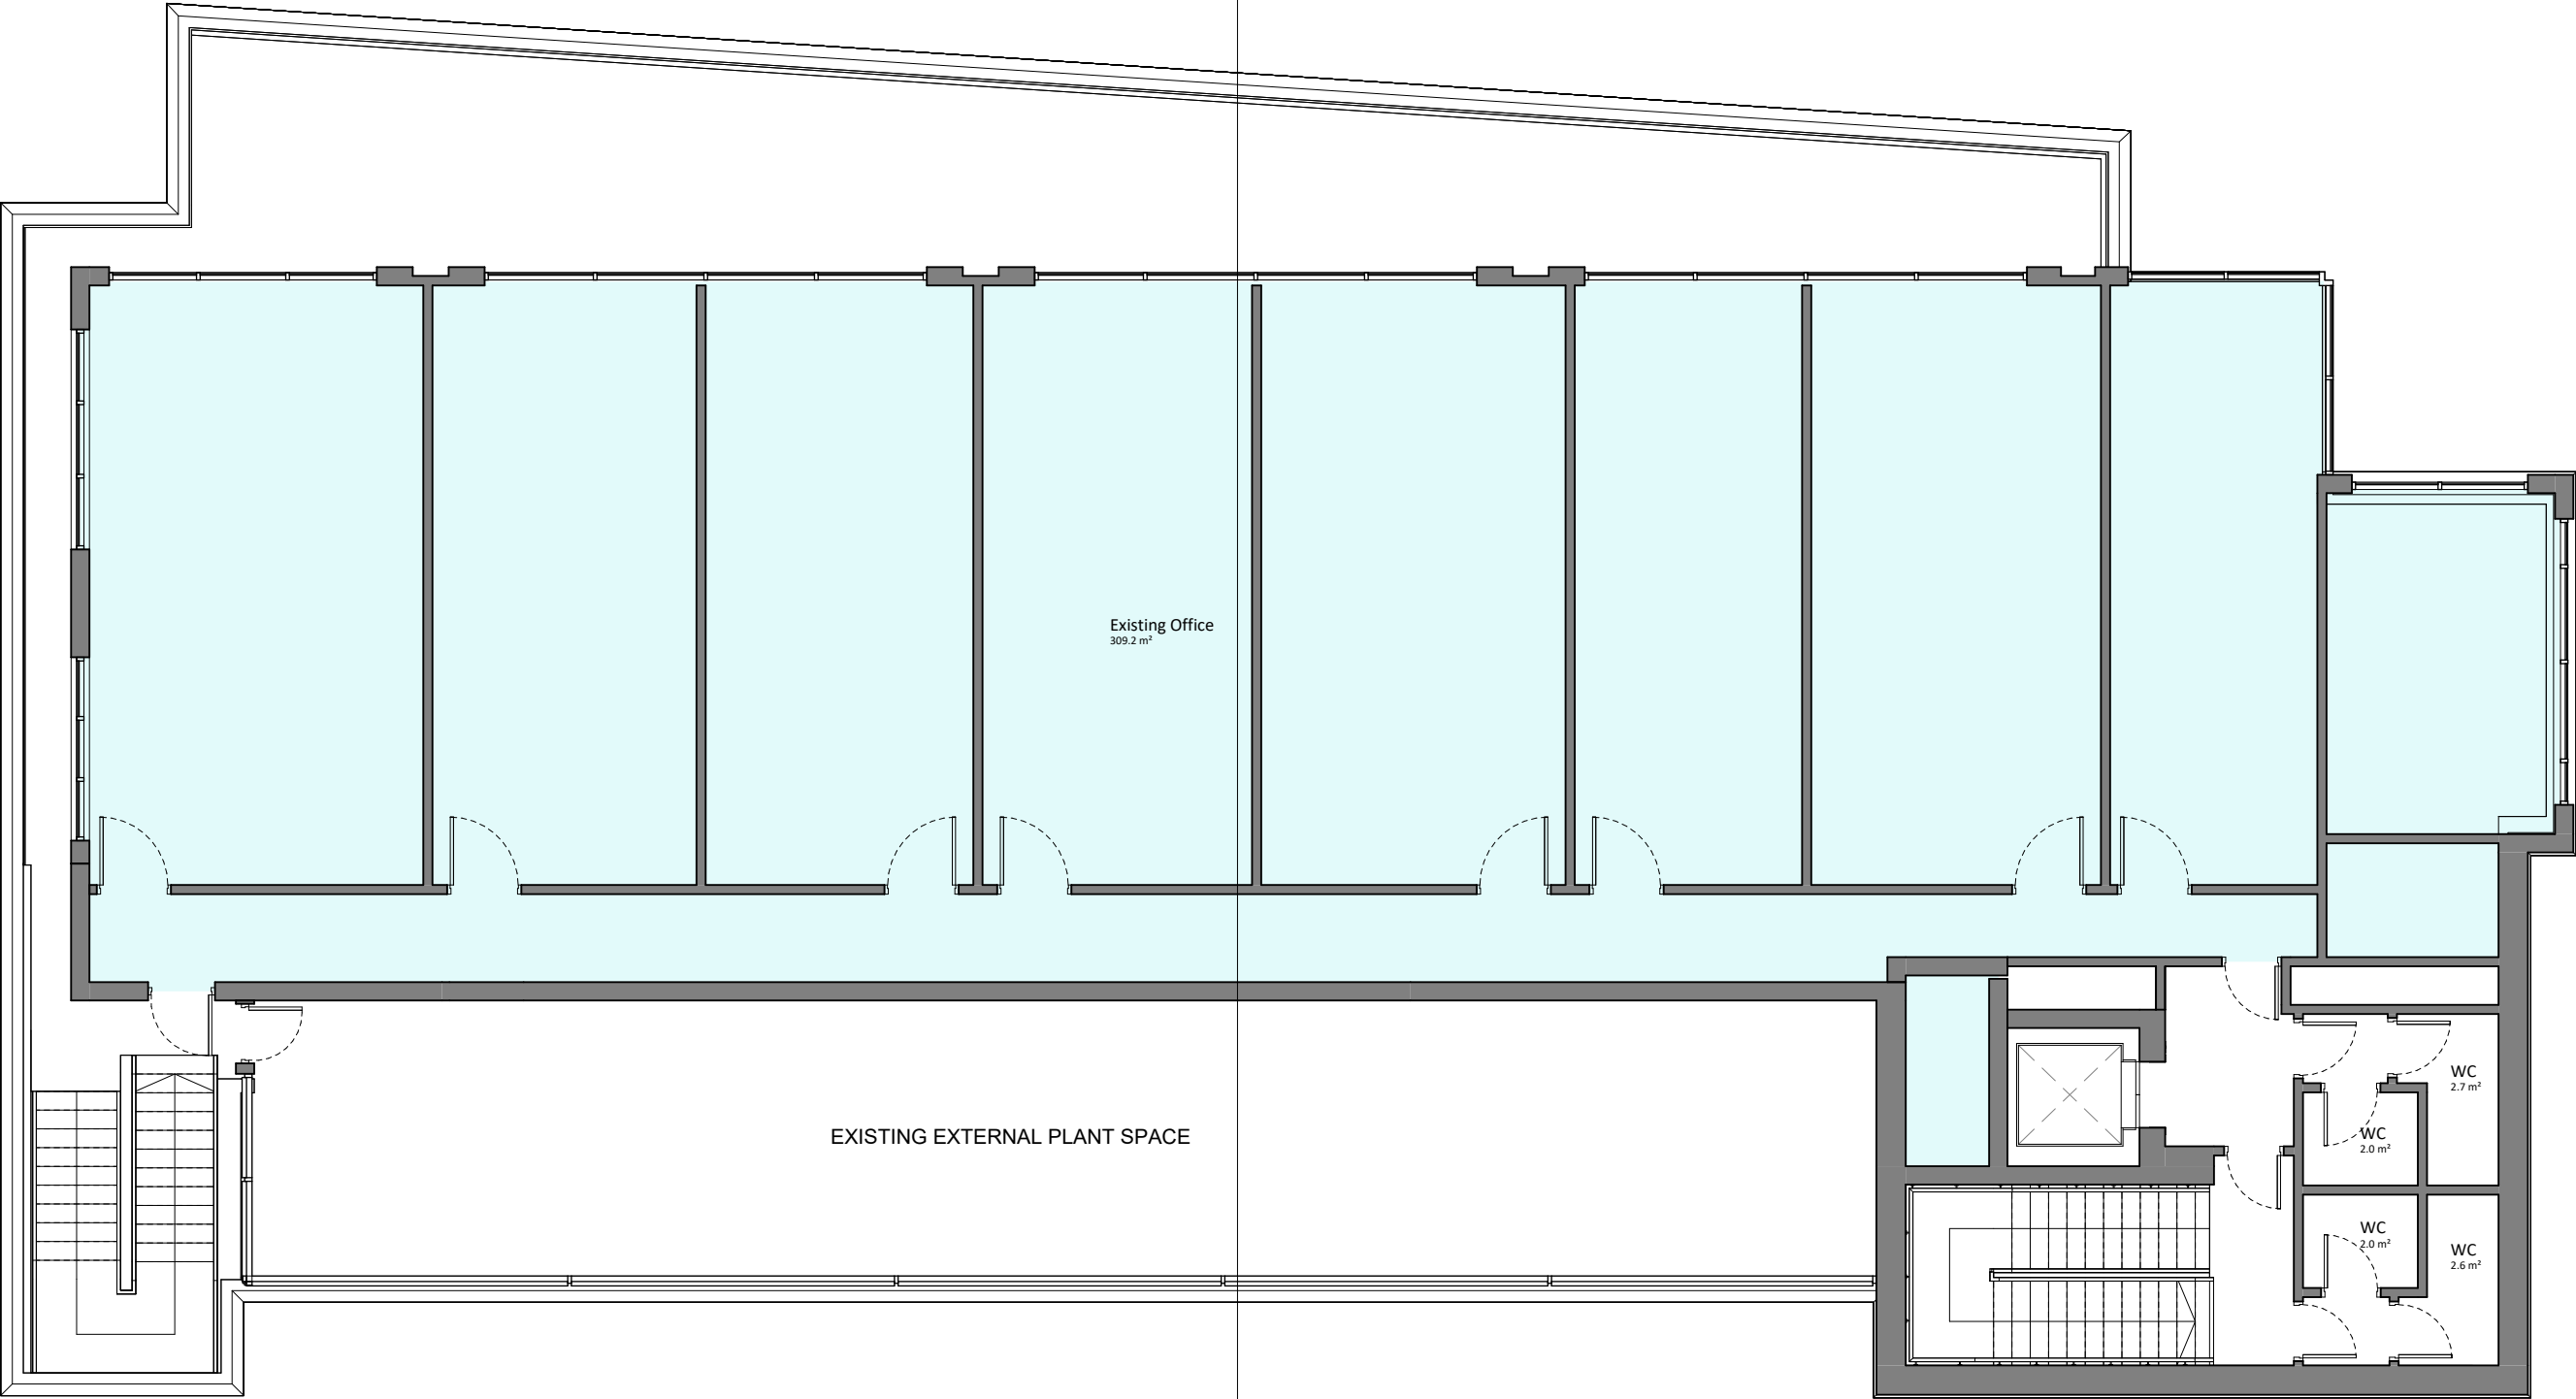 Existing Office
309.2 m²
EXISTING EXTERNAL PLANT SPACE
WC
2.7 m²
WC
2.0 m²
WC
2.0 m²
WC
2.6 m²